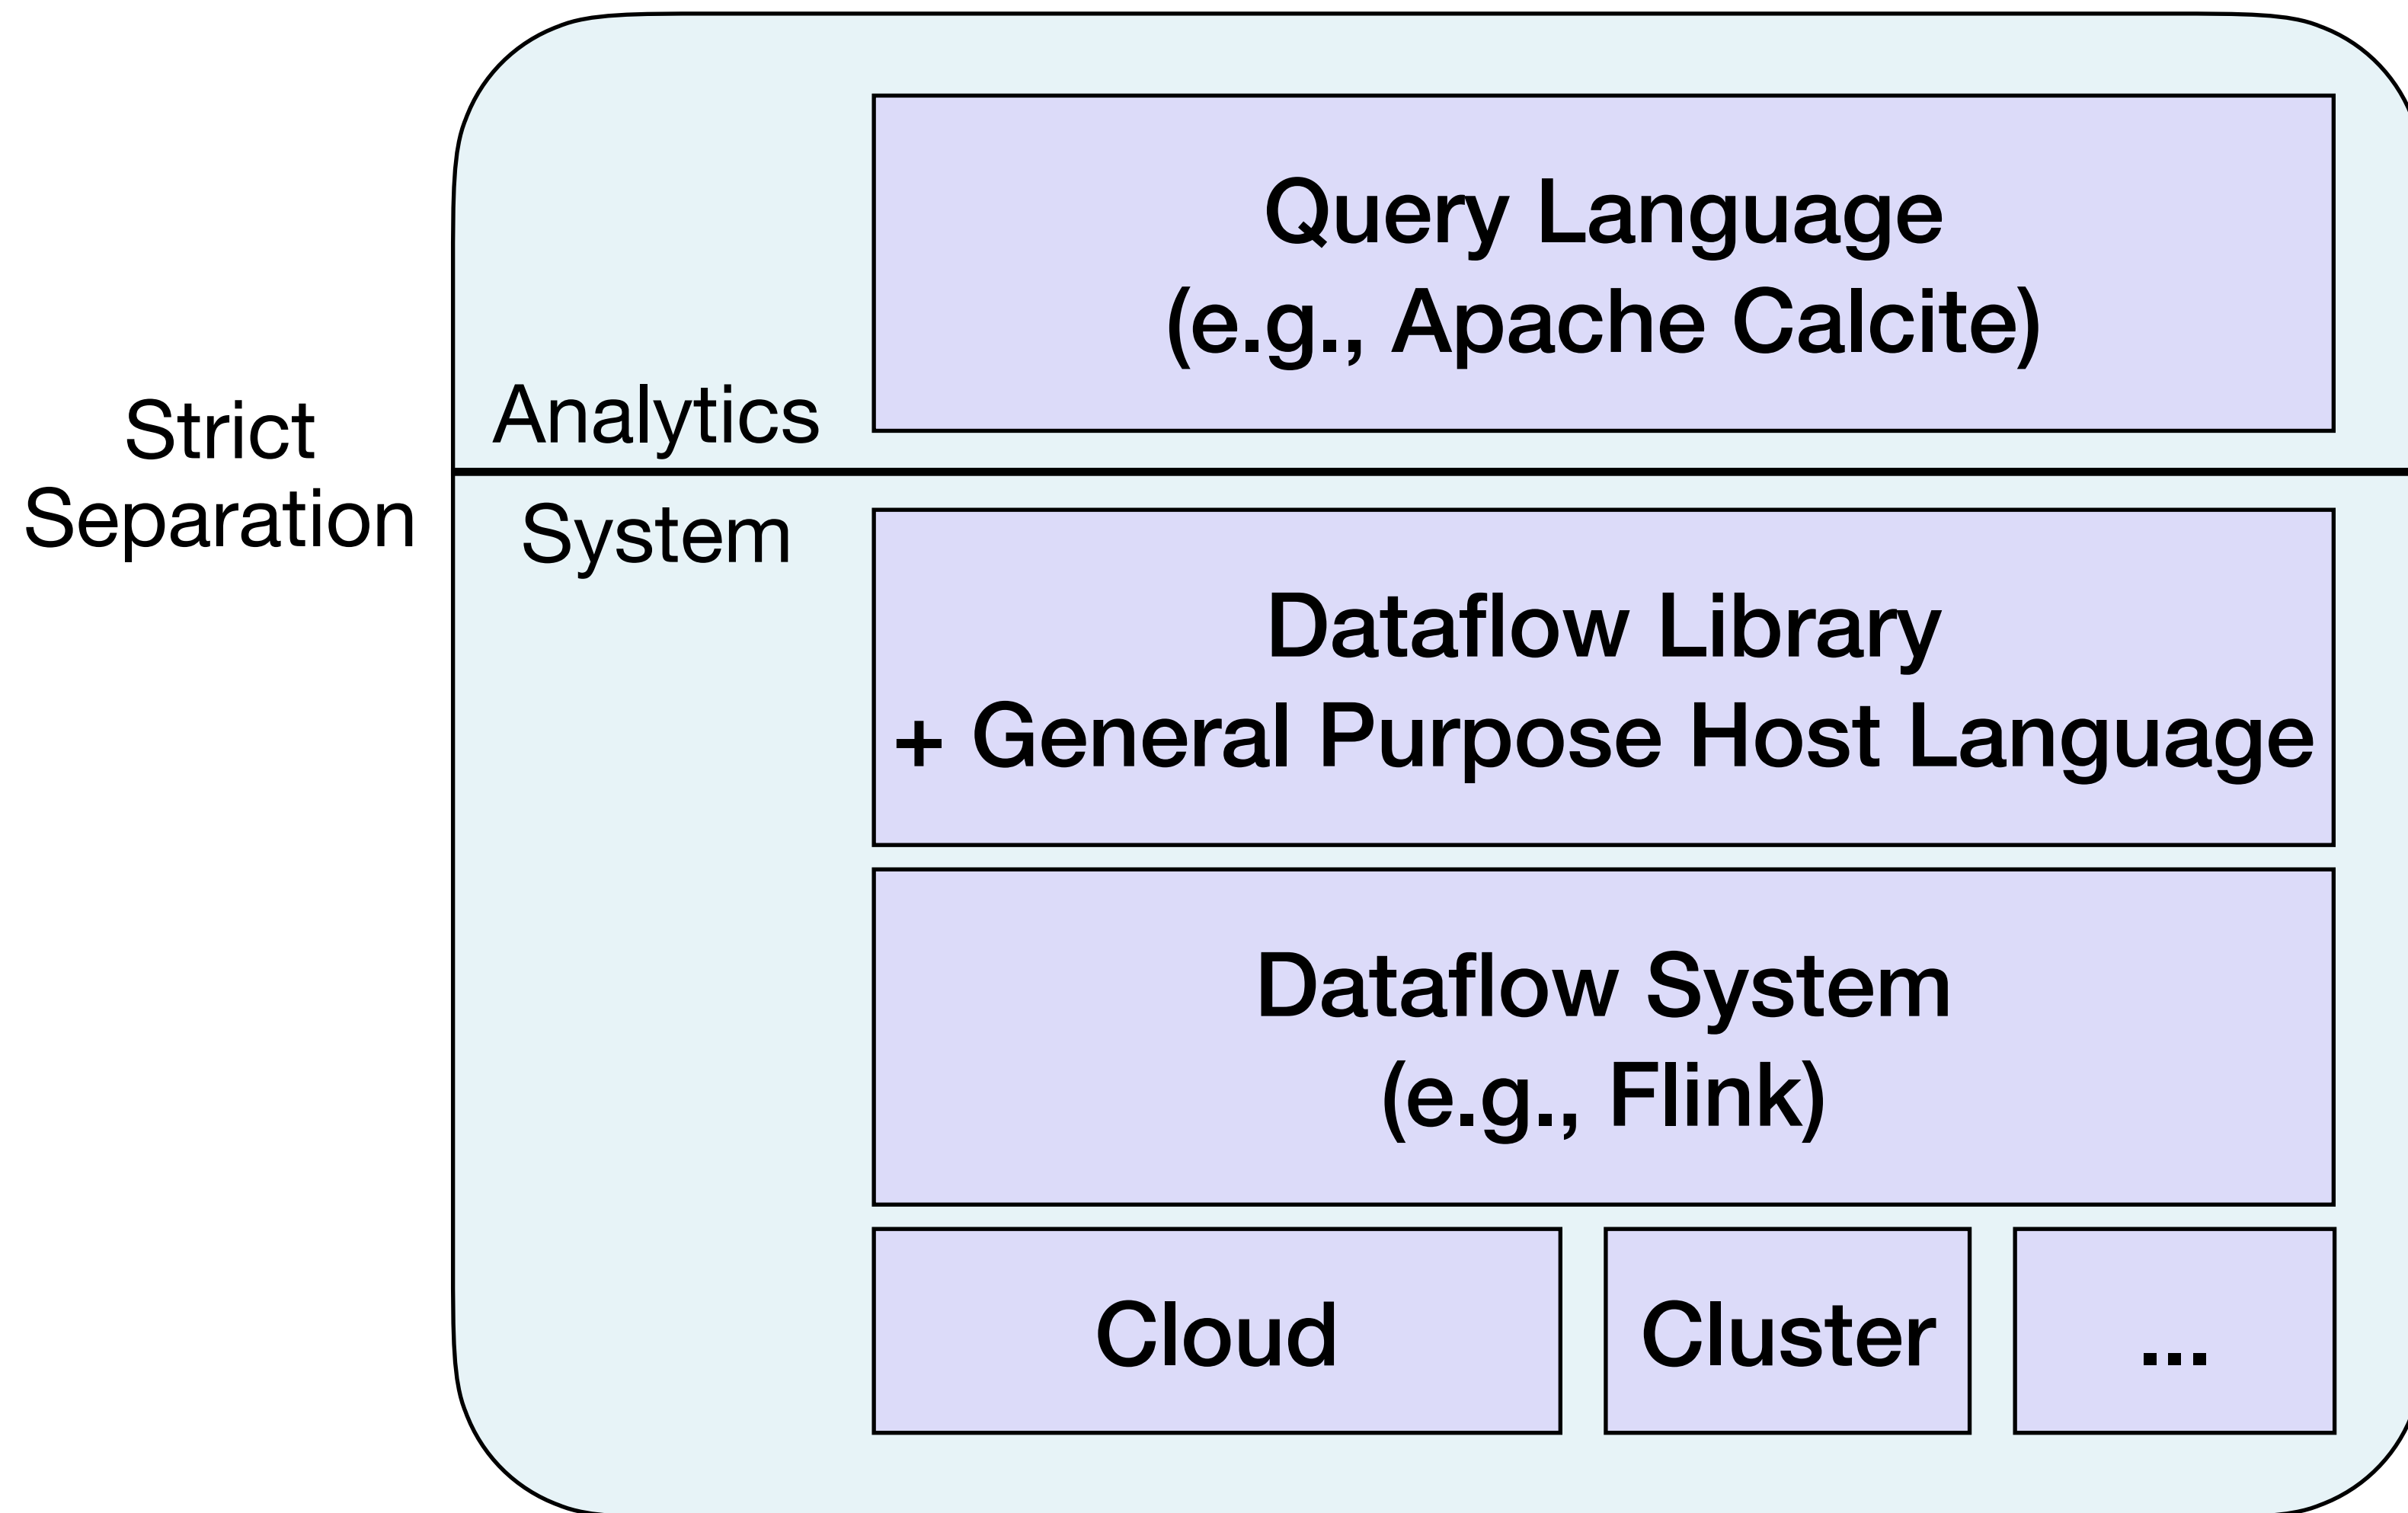 Strict
Separation
Analytics
System
Query Language
(e.g., Apache Calcite)
Dataflow Library
+ General Purpose Host Language
Dataflow System
(e.g., Flink)
Cloud
Cluster
...